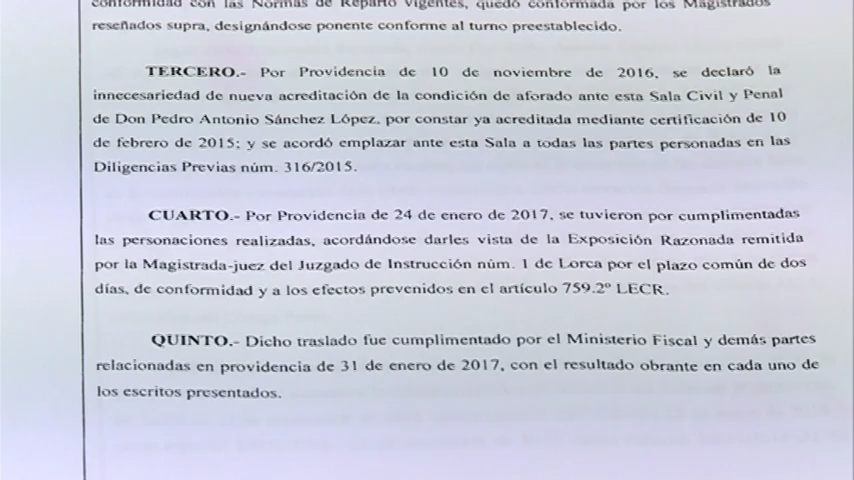 conformidad con las Normas de Reparto vigentes, quedó conformada por los Magistrados
reseñados supra, designándose ponente conforme al turno preestablecido.
TERCERO.- Por Providencia de 10 de noviembre de 2016, se declaró la
innecesariedad de nueva acreditación de la condición de aforado ante esta Sala Civil y Penal
de Don Pedro Antonio Sánchez López, por constar ya acreditada mediante certificación de 10
de febrero de 2015; y se acordó emplazar ante esta Sala a todas las partes personadas en las
Diligencias Previas núm. 316/2015.
CUARTO.- Por Providencia de 24 de enero de 2017, se tuvieron por cumplimentadas
las personaciones realizadas, acordándose darles vista de la Exposición Razonada remitida
por la Magistrada-juez del Juzgado de Instrucción núm. 1 de Lorca por el plazo común de dos
días, de conformidad y a los efectos prevenidos en el artículo 759.2º LECR.
QUINTO.- Dicho traslado fue cumplimentado por el Ministerio Fiscal y demás partes
relacionadas en providencia de 31 de enero de 2017, con el resultado obrante en cada uno de
los escritos presentados.